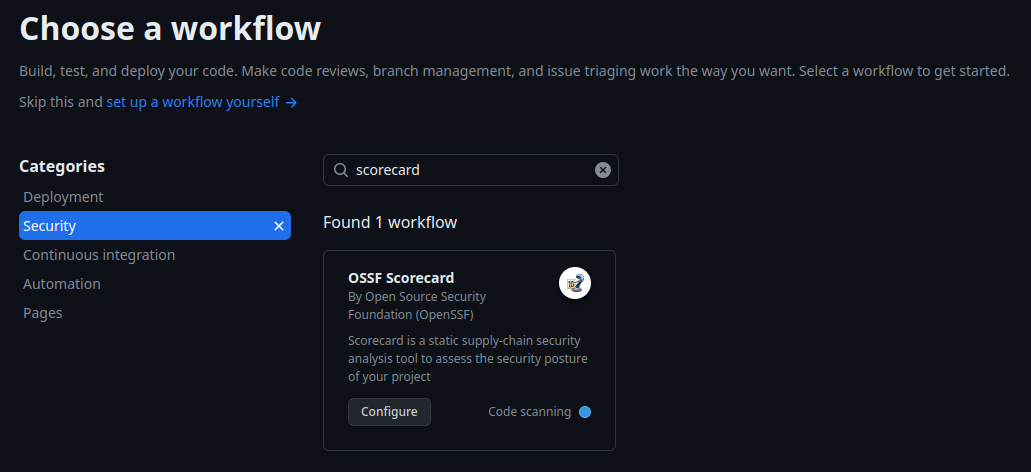 Choose a workflow
Build, test, and deploy your code. Make code reviews, branch management, and issue triaging work the way you want. Select a workflow to get started.
Skip this and set up a workflow yourself →
Categories
Deployment
Security
Continuous integration
Automation
Pages
scorecard
Found 1 workflow
OSSF Scorecard
By Open Source Security
Foundation (OpenSSF)
Scorecard is a static supply-chain security
analysis tool to assess the security posture
of your project
Configure
Code scanning